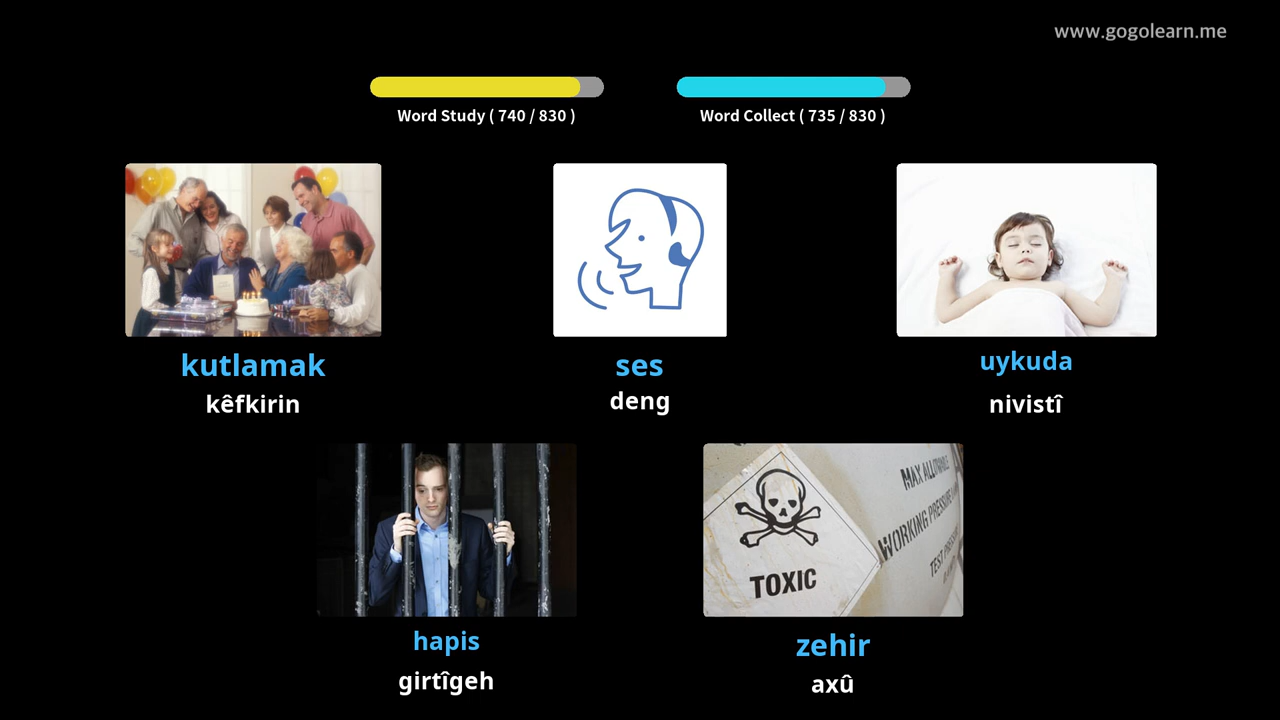 www.gogolearn.me
Word Study ( 740 / 830 )
Word Collect ( 735 / 830 )
kutlamak
kêfkirin
ses
deng
uykuda
nivistî
MAX
WORKING PRESSURE
TEST
TOXIC
hapis
girtîgeh
zehir
axû